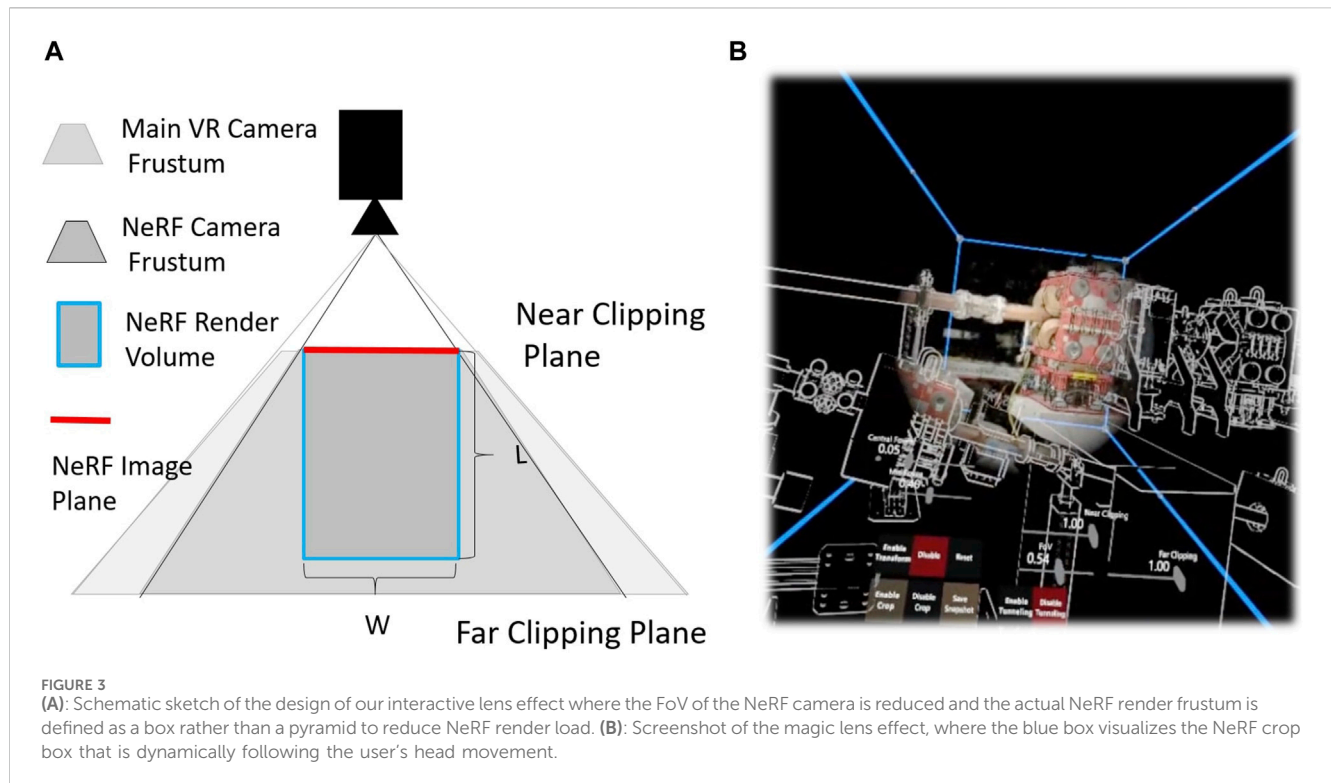 A
Main VR Camera
Frustum
NeRF Camera
Frustum
NeRF Render
Volume
NeRF Image
Plane
Near Clipping
Plane
L
W
Far Clipping Plane
B
Central
0.05
Near Clipping
1.00
FoV
0.54
Far Clipping
1.00
Enable
Transform
Disable
Reset
Enable
Crop
Disable
Crop
Save
Snapshot
Enable
Tunneling
Disable
Tunneling
FIGURE 3
(A): Schematic sketch of the design of our interactive lens effect where the FoV of the NeRF camera is reduced and the actual NeRF render frustum is
defined as a box rather than a pyramid to reduce NeRF render load. (B): Screenshot of the magic lens effect, where the blue box visualizes the NeRF crop
box that is dynamically following the user's head movement.